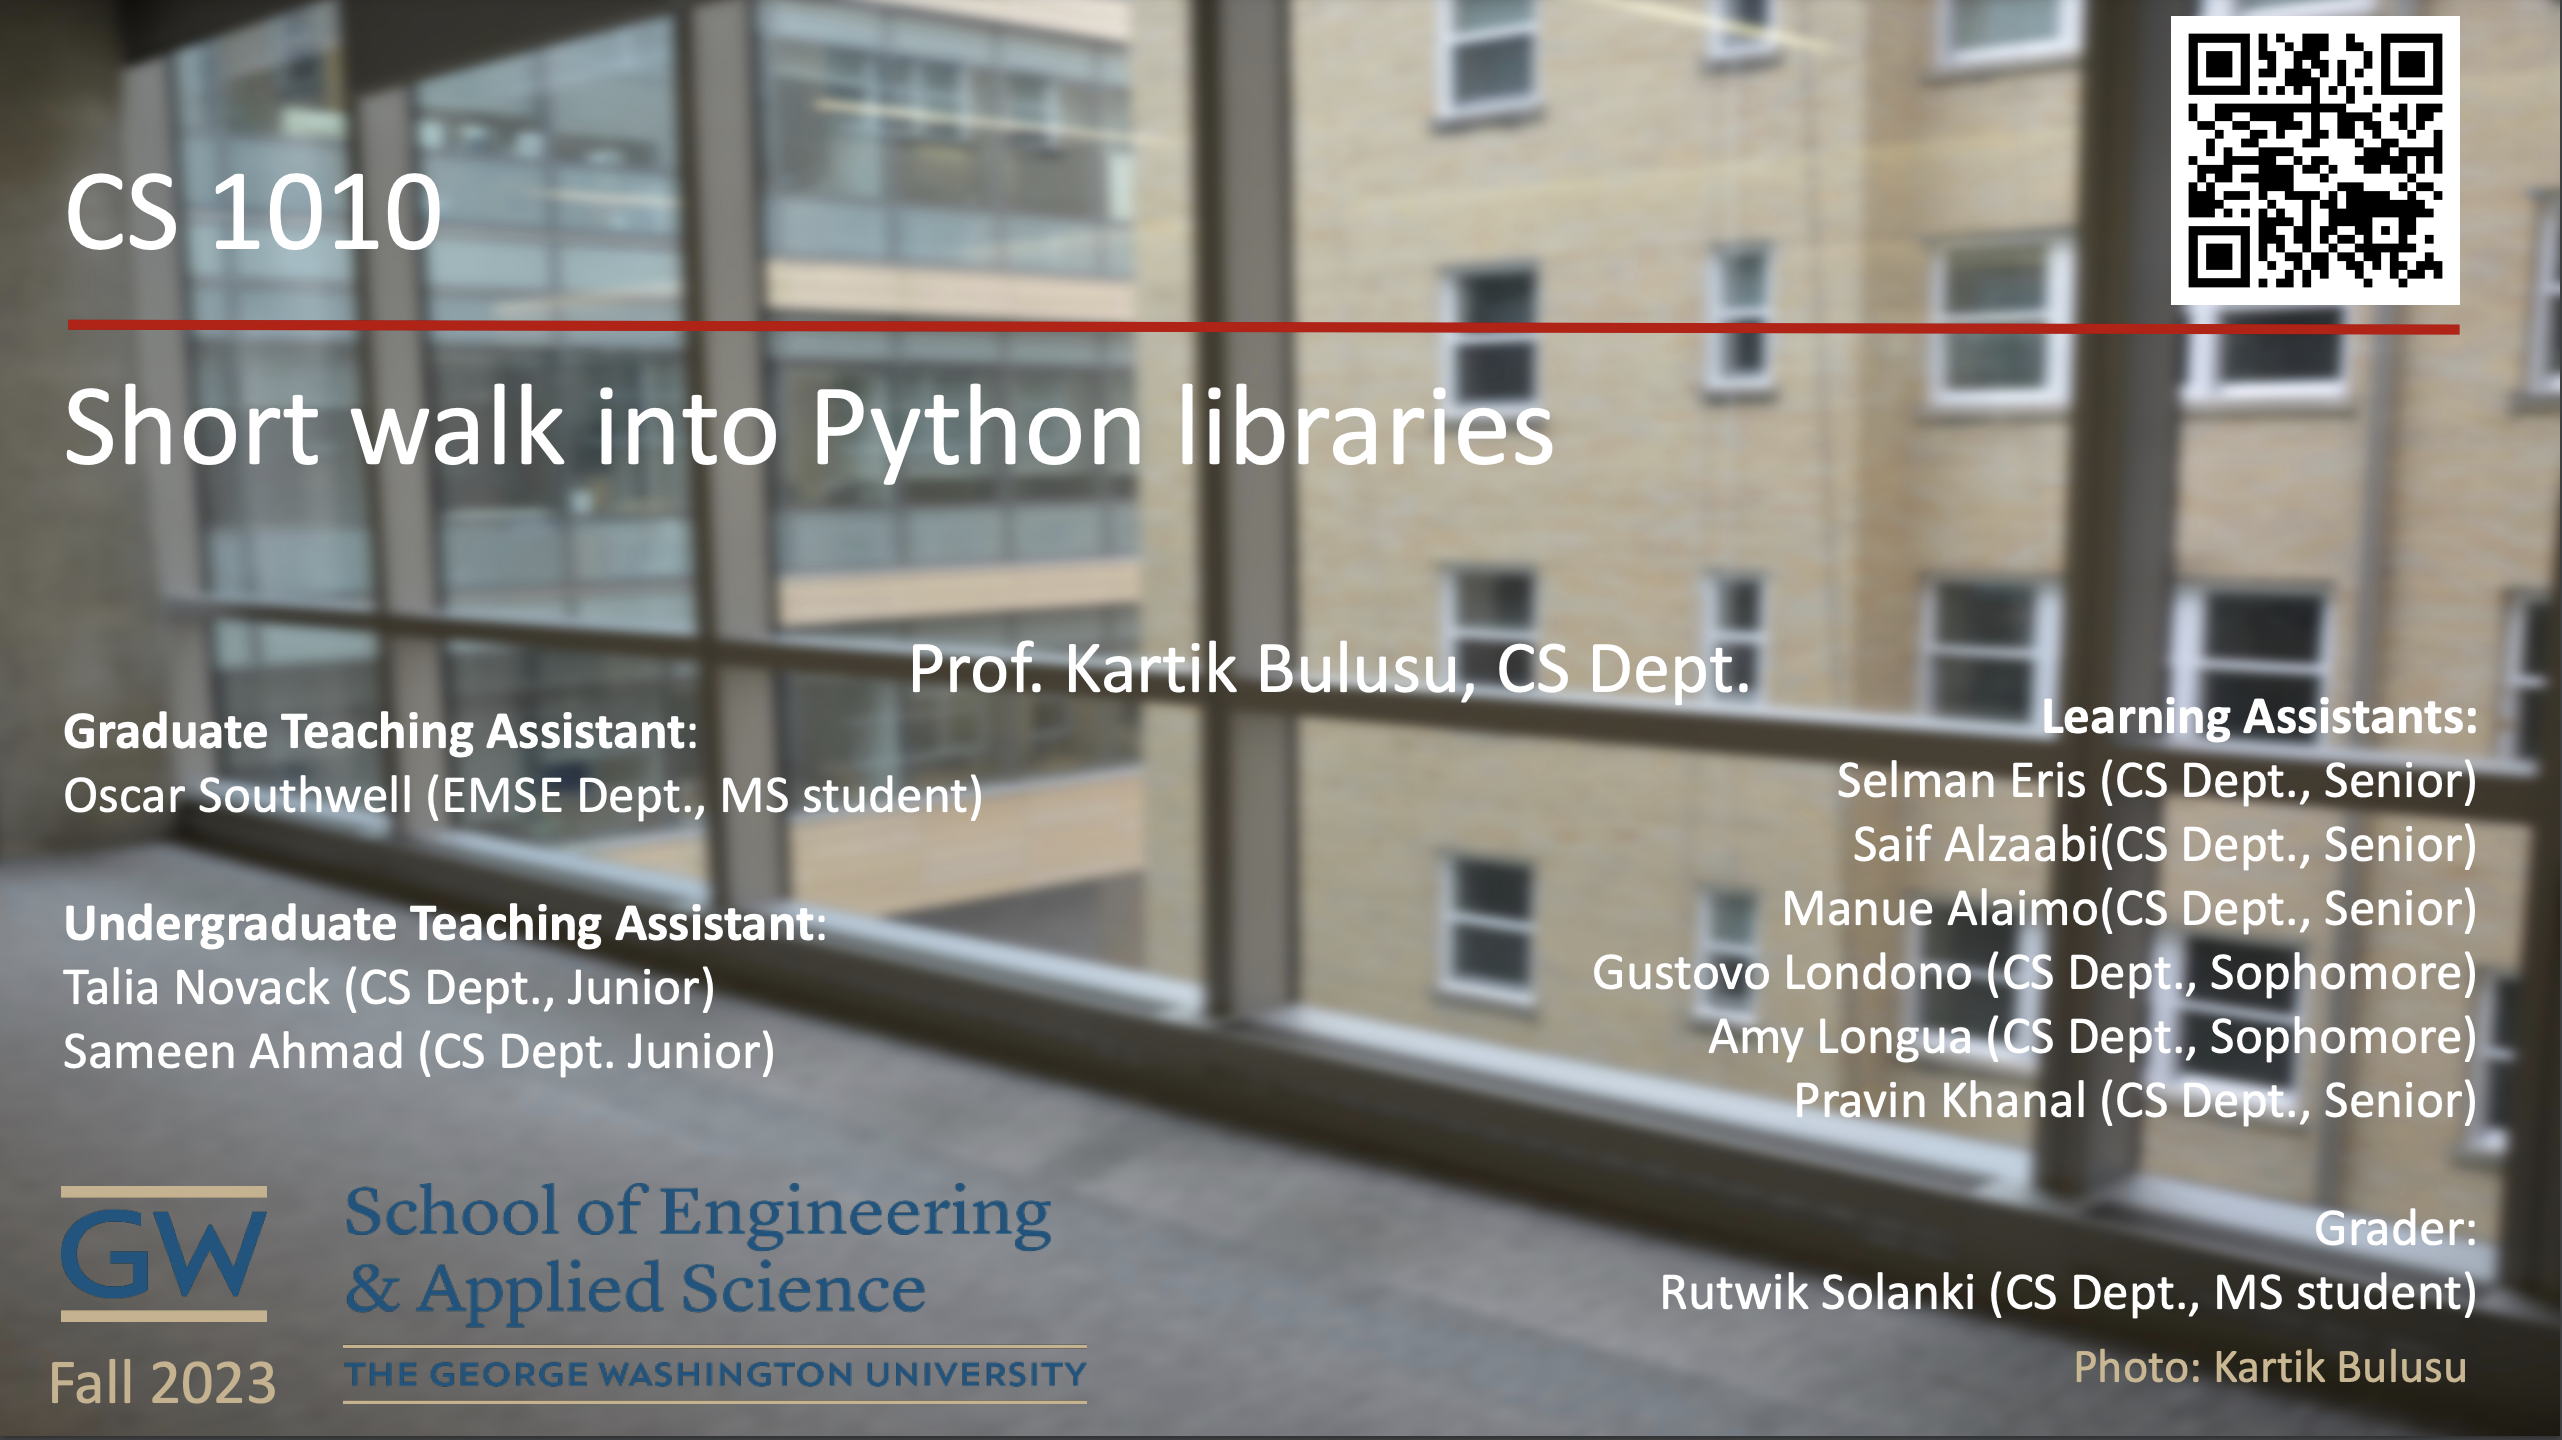 CS 1010
Short walk into Python libraries
Prof. Kartik Bulusu, CS Dept.
Graduate Teaching Assistant:
Oscar Southwell (EMSE Dept., MS student)
Undergraduate Teaching Assistant:
Talia Novack (CS Dept., Junior)
Sameen Ahmad (CS Dept. Junior)
Learning Assistants:
Selman Eris (CS Dept., Senior)
Saif Alzaabi(CS Dept., Senior)
Manue Alaimo(CS Dept., Senior)
Gustovo Londono (CS Dept., Sophomore)
Amy Longua (CS Dept., Sophomore)
Pravin Khanal (CS Dept., Senior)
Grader:
Rutwik Solanki (CS Dept., MS student)
Photo: Kartik Bulusu
GW
Fall 2023
School of Engineering
& Applied Science
THE GEORGE WASHINGTON UNIVERSITY